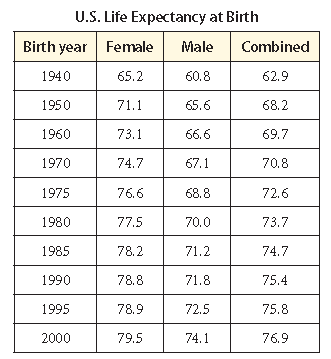 U.S. Life Expectancy at Birth
Birth year Female Male Combined
1940 65.2 60.8 62.9
1950 71.1 65.6 68.2
1960 73.1 66.6 69.7
1970 74.7 67.1 70.8
1975 76.6 68.8 72.6
1980 77.5 70.0 73.7
1985 78.2 71.2 74.7
1990 78.8 71.8 75.4
1995 78.9 72.5 75.8
2000 79.5 74.1 76.9